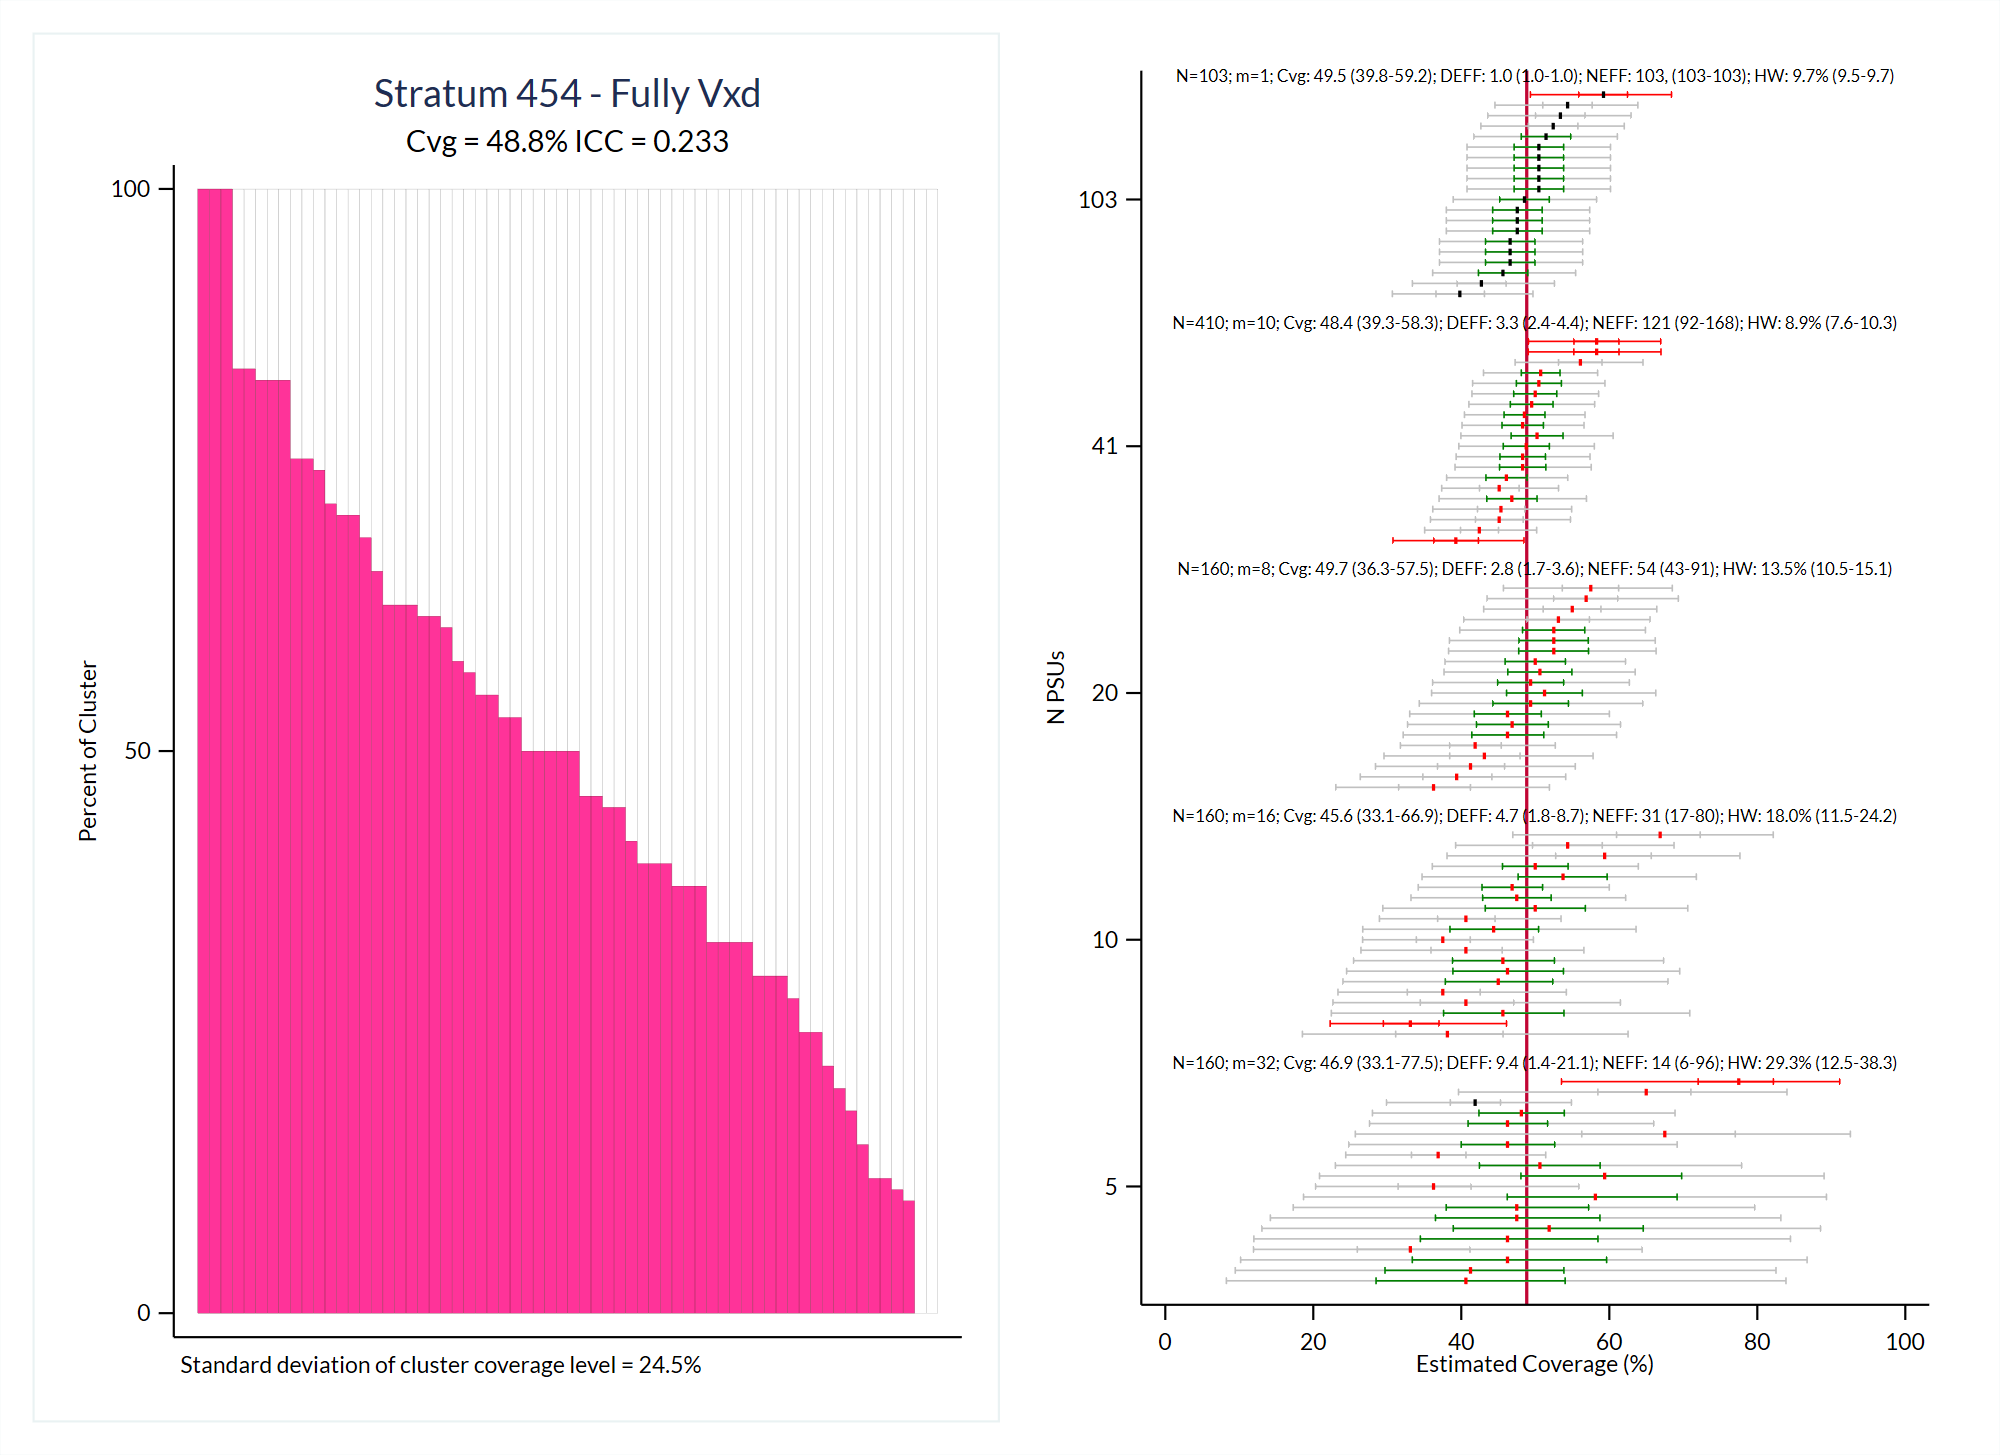 Stratum 454 - Fully Vxd
Cvg = 48.8% ICC = 0.233
100
50
0
Percent of Cluster
Standard deviation of cluster coverage level = 24.5%
N=103; m=1; Cvg: 49.5 (39.8-59.2); DEFF: 1.0 (1.0-1.0); NEFF: 103, (103-103); HW: 9.7% (9.5-9.7)
103
N=410; m=10; Cvg: 48.4 (39.3-58.3); DEFF: 3.3 (2.4-4.4); NEFF: 121 (92-168); HW: 8.9% (7.6-10.3)
41
N=160; m=8; Cvg: 49.7 (36.3-57.5); DEFF: 2.8 (1.7-3.6); NEFF: 54 (43-91); HW: 13.5% (10.5-15.1)
N PSUs
20
N=160; m=16; Cvg: 45.6 (33.1-66.9); DEFF: 4.7 (1.8-8.7); NEFF: 31 (17-80); HW: 18.0% (11.5-24.2)
10
N=160; m=32; Cvg: 46.9 (33.1-77.5); DEFF: 9.4 (1.4-21.1); NEFF: 14 (6-96); HW: 29.3% (12.5-38.3)
5
0 20 40 60 80 100
Estimated Coverage (%)